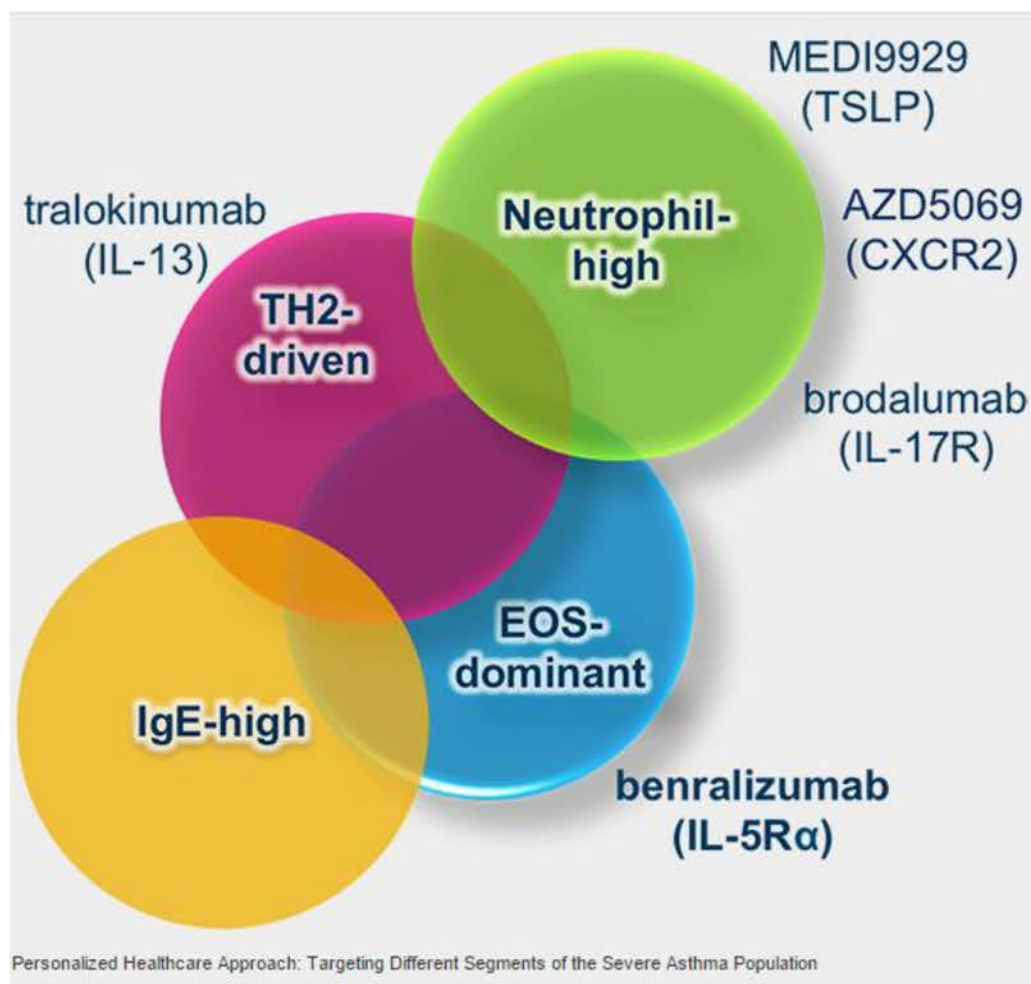 MEDI9929
(TSLP)
tralokinumab
(IL-13)
Neutrophil-
high
AZD5069
(CXCR2)
TH2-
driven
brodalumab
(IL-17R)
EOS-
dominant
IgE-high
benralizumab
(IL-5Rα)
Personalized Healthcare Approach: Targeting Different Segments of the Severe Asthma Population